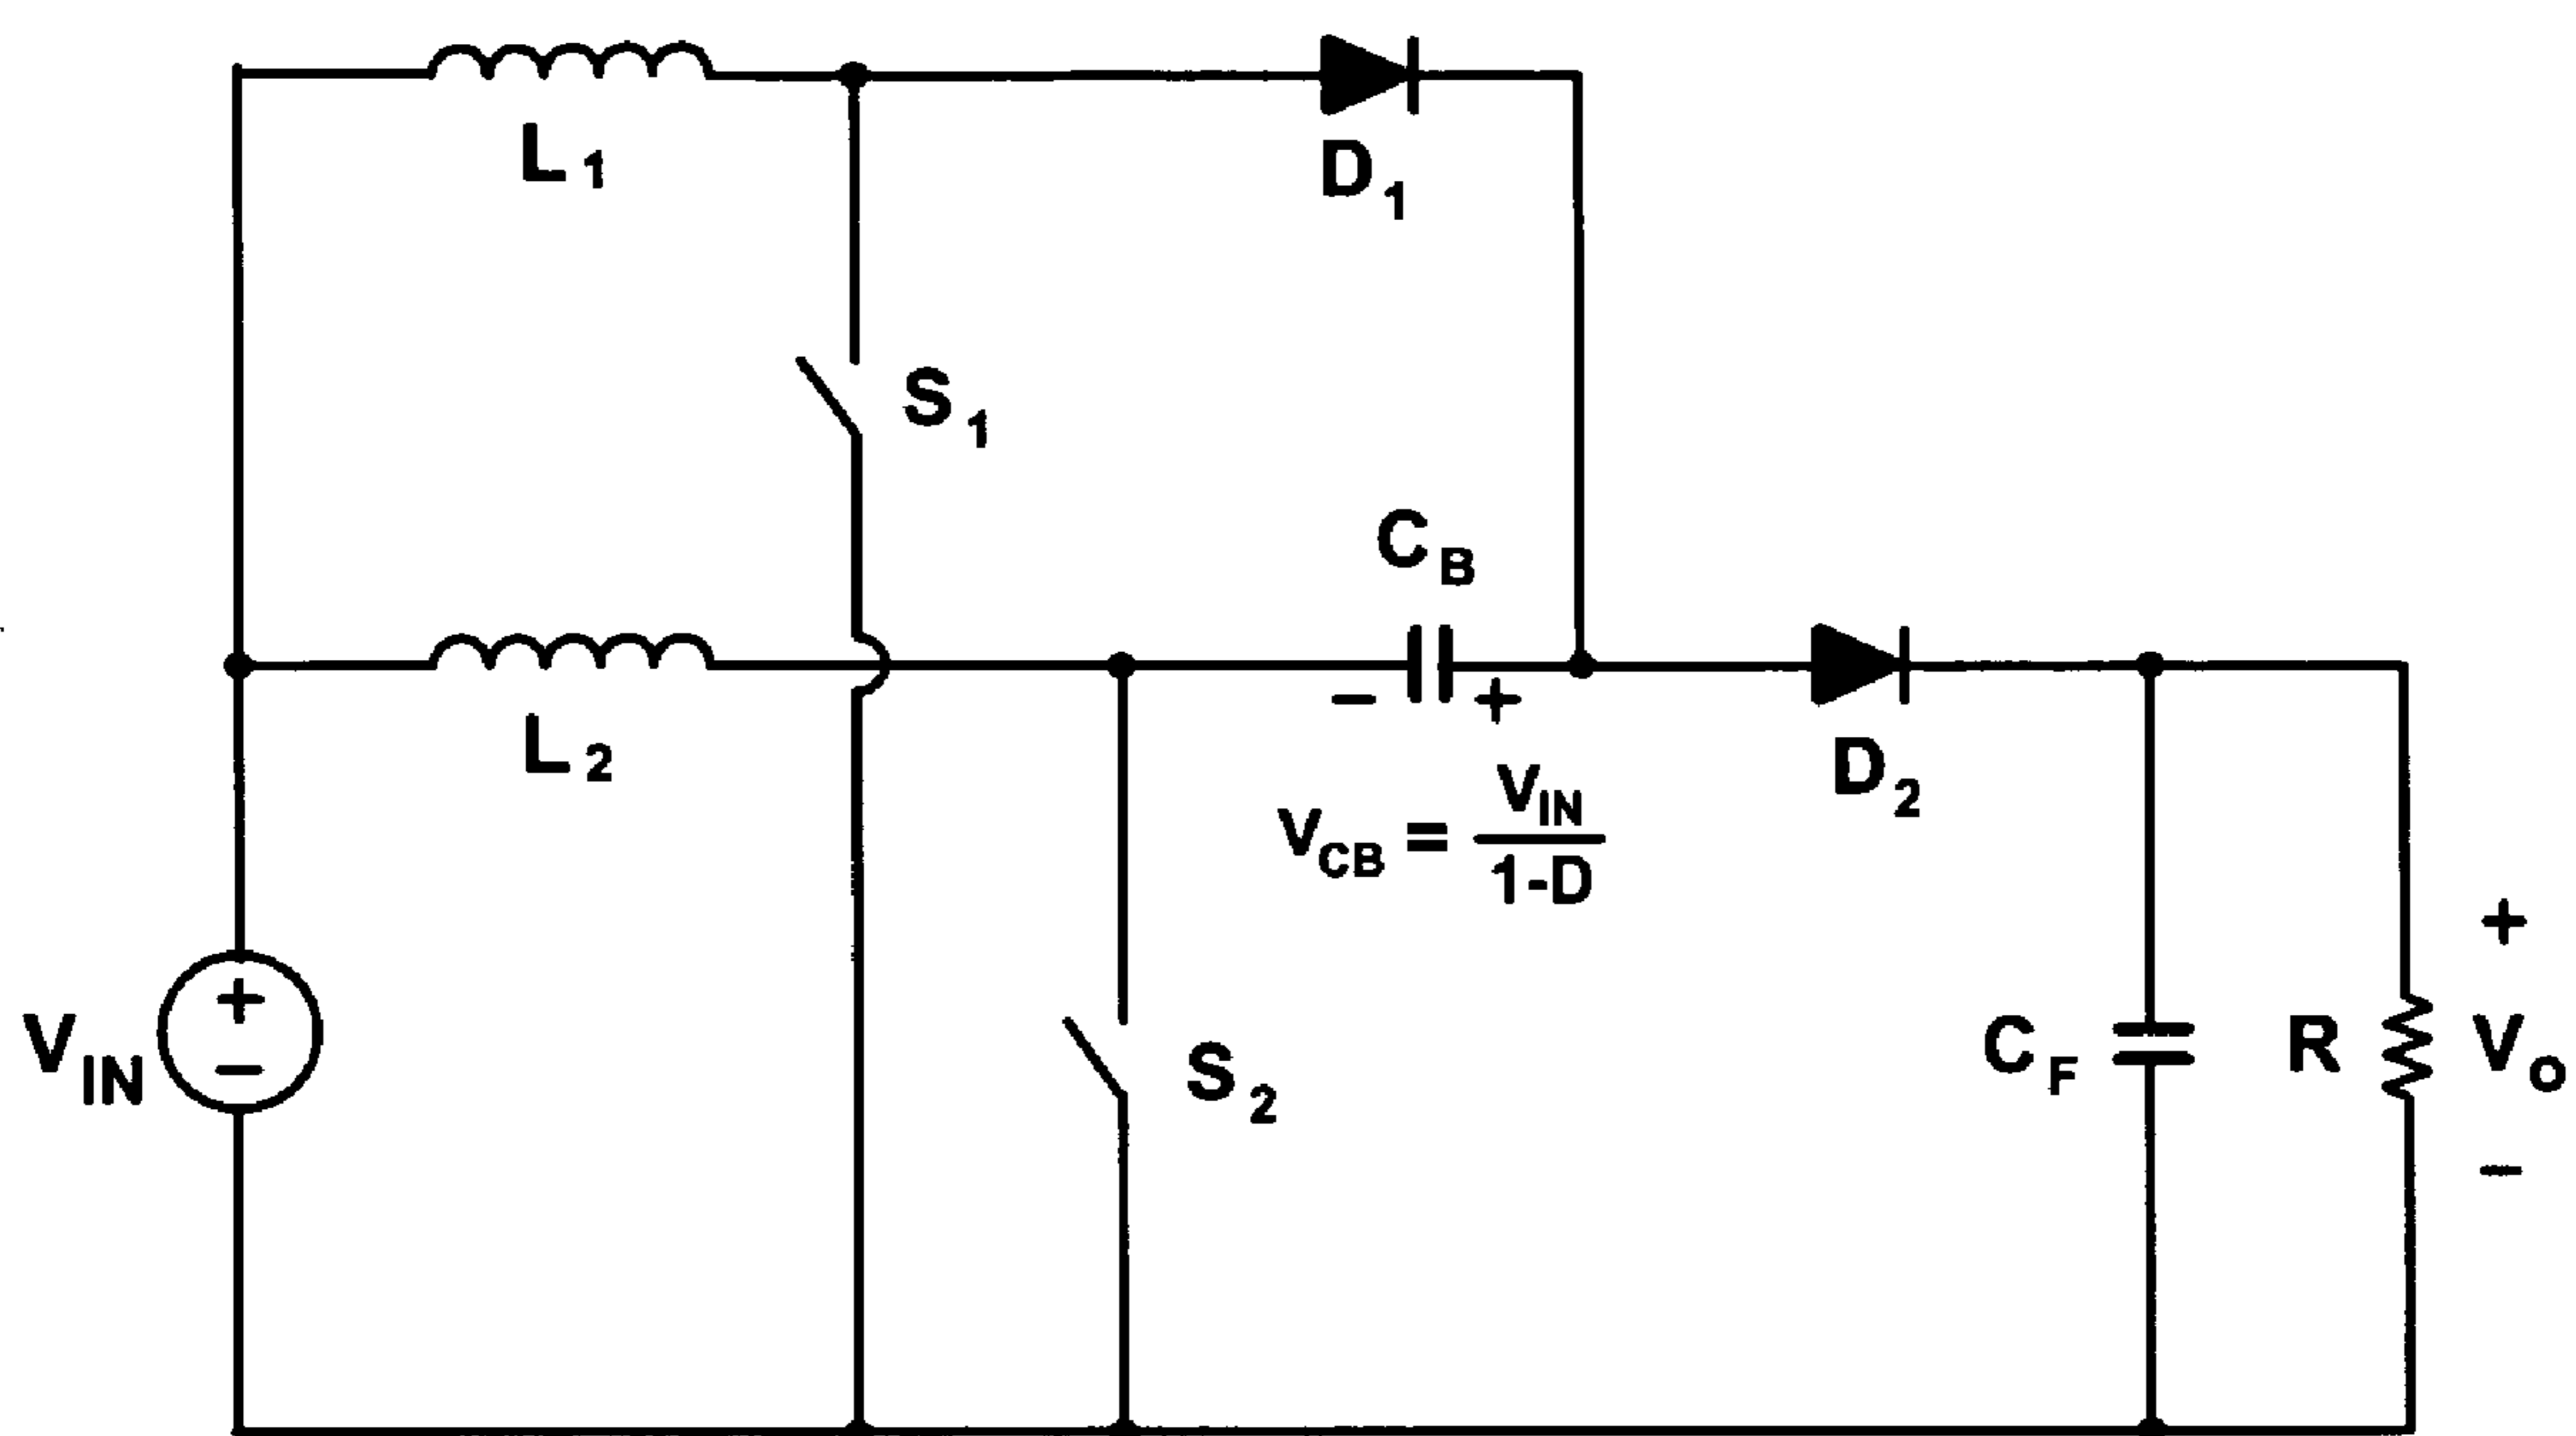 L1
D1
S1
CB
L2
− +
D2
VCB = VIN / 1-D
+
VIN
+
−
S2
CF
R
VO
−